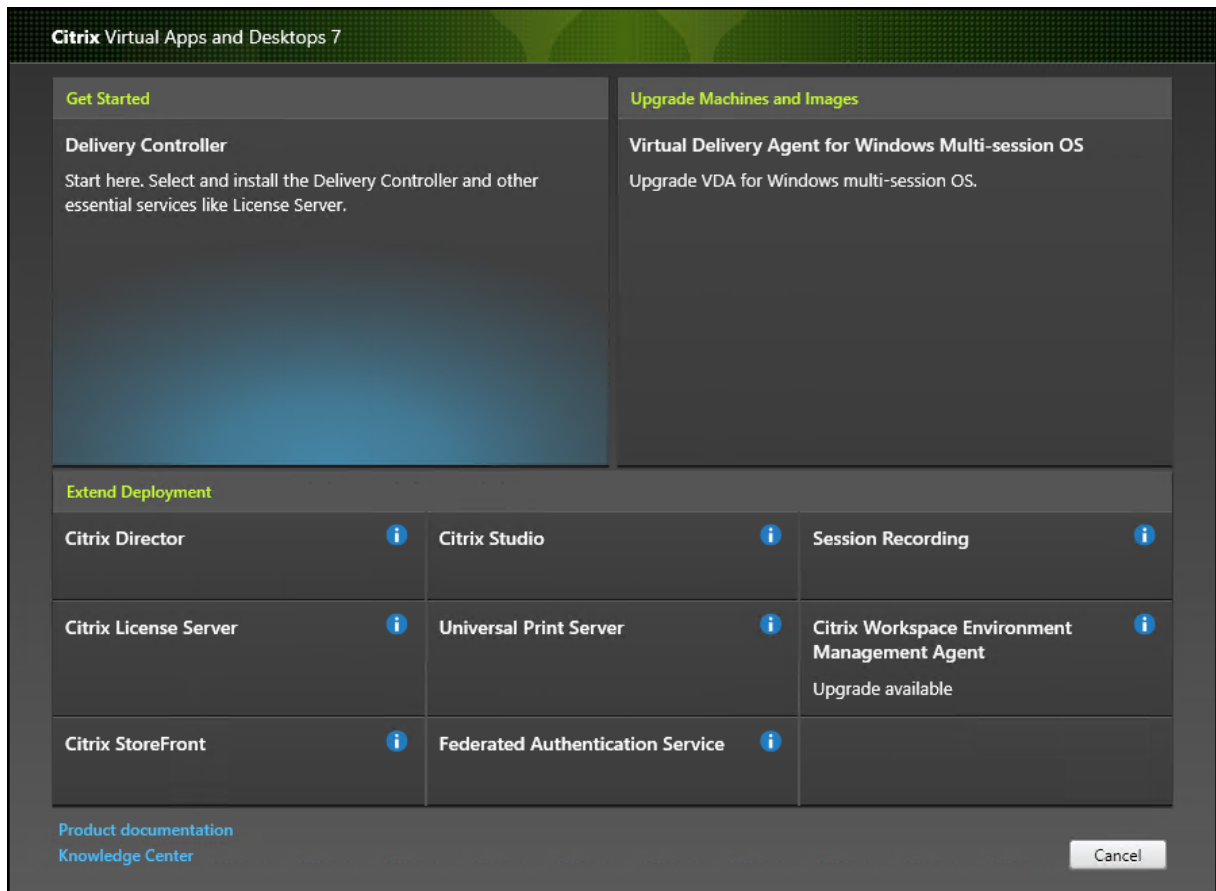 Citrix Virtual Apps and Desktops 7
Get Started
Delivery Controller
Start here. Select and install the Delivery Controller and other
essential services like License Server.
Upgrade Machines and Images
Virtual Delivery Agent for Windows Multi-session OS
Upgrade VDA for Windows multi-session OS.
Extend Deployment
Citrix Director
Citrix Studio
Session Recording
Citrix License Server
Universal Print Server
Citrix Workspace Environment
Management Agent
Upgrade available
Citrix StoreFront
Federated Authentication Service
Product documentation
Knowledge Center
Cancel